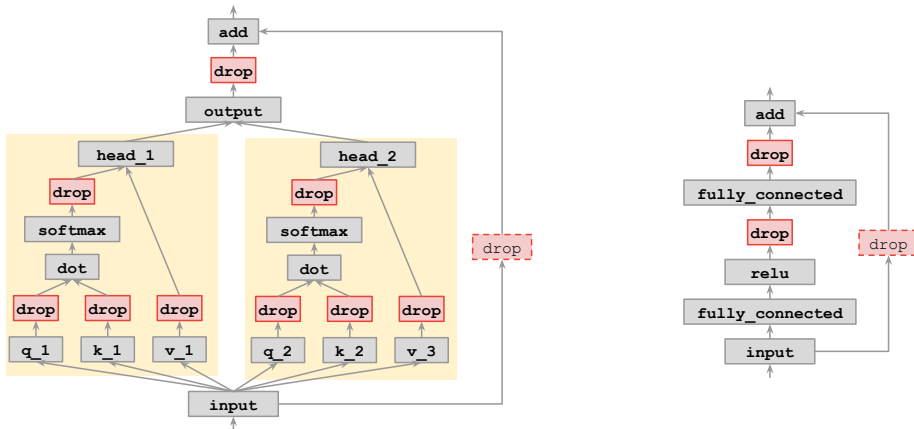 add
drop
output
head_1
drop
softmax
dot
drop
drop
drop
q_1
k_1
v_1
head_2
drop
softmax
dot
drop
drop
drop
q_2
k_2
v_3
input
drop
add
drop
fully_connected
drop
relu
fully_connected
input
drop